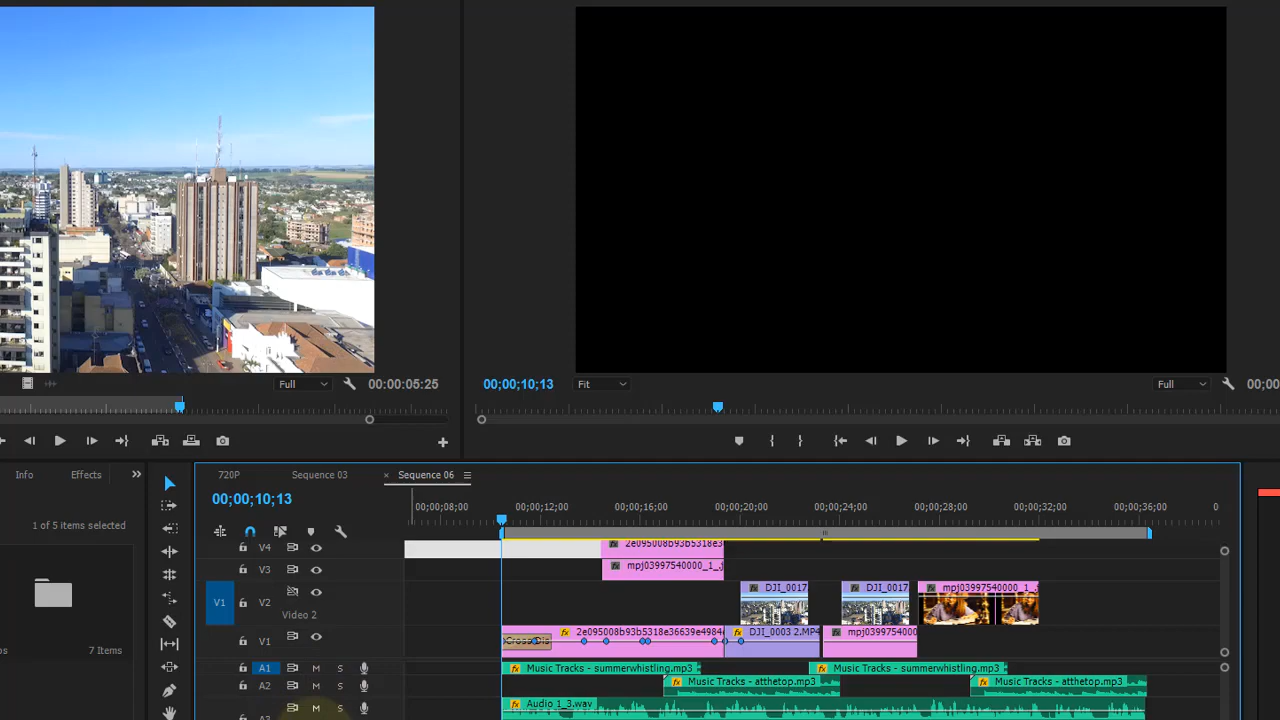 Full
00:00:05:25
00;00;10;13
Fit
Full
00;00
Info
Effects
720P
Sequence 03
Sequence 06
1 of 5 items selected
00;00;10;13
00;00;08;00
00;00;12;00
00;00;16;00
00;00;20;00
00;00;24;00
00;00;28;00
00;00;32;00
00;00;36;00
0
V4
2e095008b93b5318e3
V3
mpj03997540000_1_.j
V1
V2
Video 2
DJI_0017
DJI_0017
mpj03997540000_1_.j
V1
Cross Dis
2e095008b93b5318e36639e4984
DJI_0003 2.MP4
mpj03997540000
7 Items
A1
M
S
Music Tracks - summerwhistling.mp3
Music Tracks - summerwhistling.mp3
A2
M
S
Music Tracks - atthetop.mp3
Music Tracks - atthetop.mp3
A3
M
S
Audio 1_3.wav